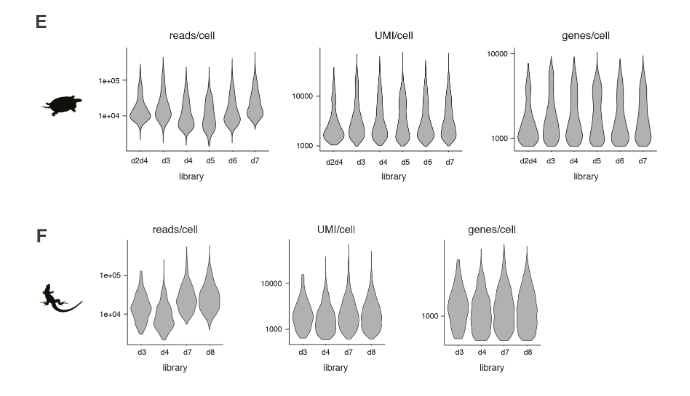 E
reads/cell UMI/cell genes/cell
1e+05 10000 10000
1e+04 1000 1000
d2d4 d3 d4 d5 d6 d7 d2d4 d3 d4 d5 d6 d7 d2d4 d3 d4 d5 d6 d7
library library library
F
reads/cell UMI/cell genes/cell
1e+05 10000
1e+04 1000 1000
d3 d4 d7 d8 d3 d4 d7 d8 d3 d4 d7 d8
library library library